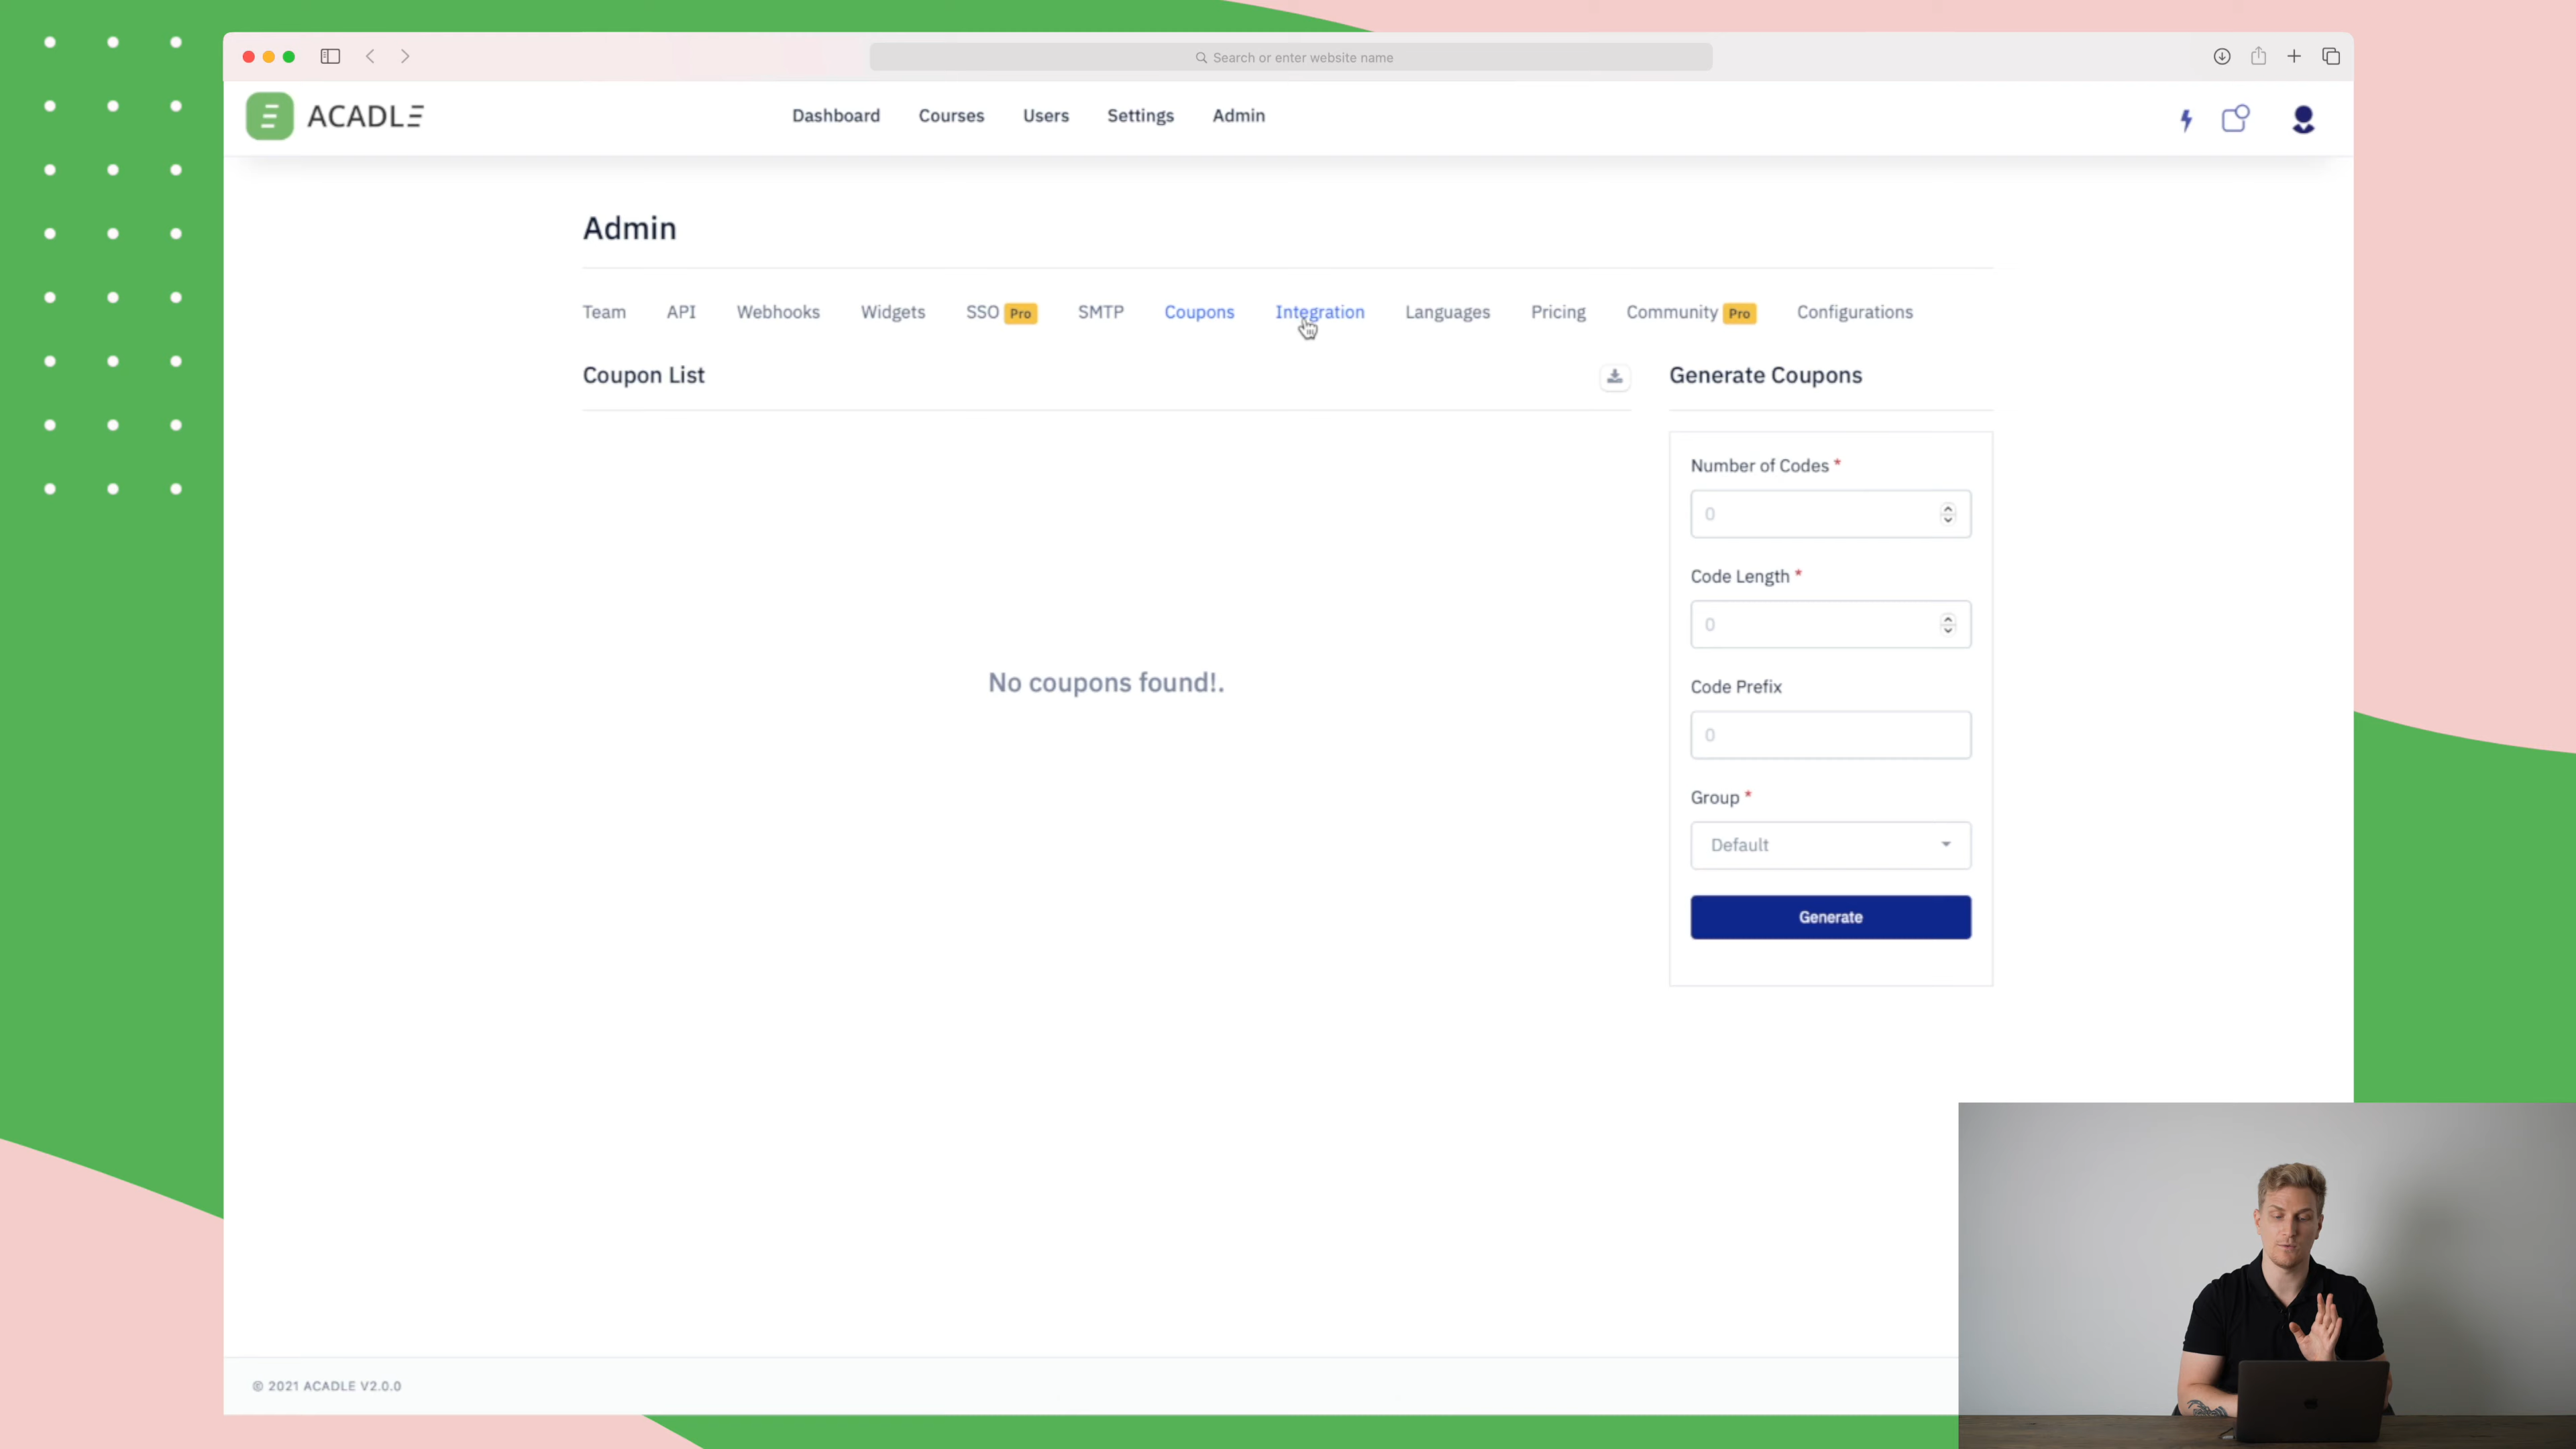 Search or enter website name
ACADLE
Dashboard Courses Users Settings Admin
Admin
Team API Webhooks Widgets SSO Pro SMTP Coupons Integration Languages Pricing Community Pro Configurations
Coupon List
Generate Coupons
Number of Codes *
0
Code Length *
0
No coupons found!.
Code Prefix
0
Group *
Default
Generate
© 2021 ACADLE V2.0.0